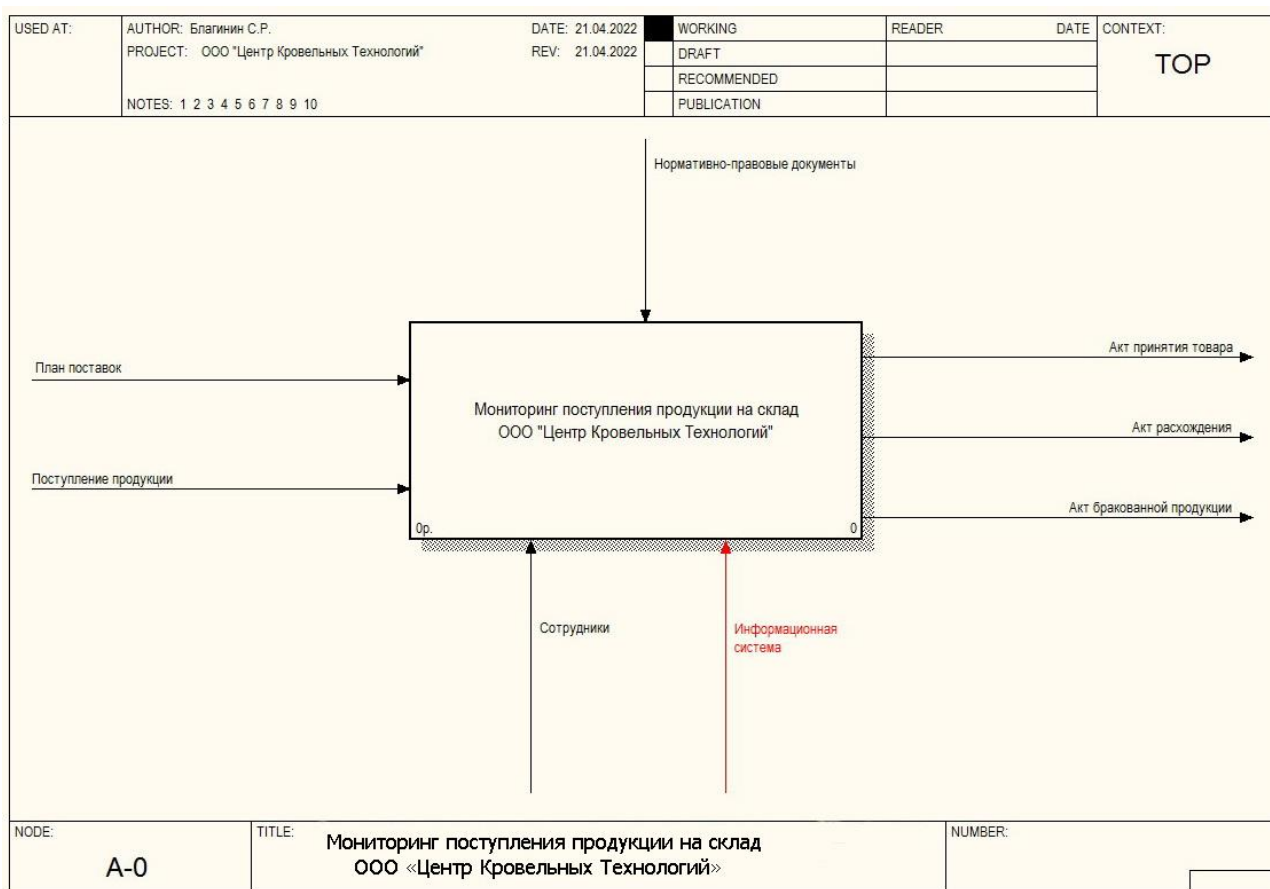 USED AT:
AUTHOR: Благинин С.Р.
DATE: 21.04.2022
WORKING
READER
DATE
CONTEXT:
PROJECT: ООО "Центр Кровельных Технологий"
REV: 21.04.2022
DRAFT
TOP
RECOMMENDED
NOTES: 1 2 3 4 5 6 7 8 9 10
PUBLICATION
Нормативно-правовые документы
Акт принятия товара
План поставок
Мониторинг поступления продукции на склад
ООО "Центр Кровельных Технологий"
Акт расхождения
Поступление продукции
Акт бракованной продукции
0р.
0
Сотрудники
Информационная
система
NODE:
TITLE:
NUMBER:
Мониторинг поступления продукции на склад
ООО «Центр Кровельных Технологий»
A-0